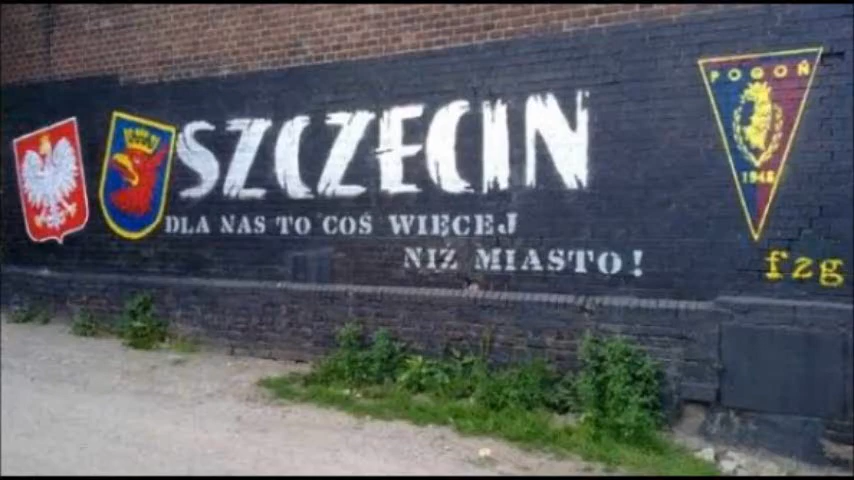 SZCZECIN
DLA NAS TO COŚ WIĘCEJ
NIŻ MIASTO!
POGOŃ
1948
fzg